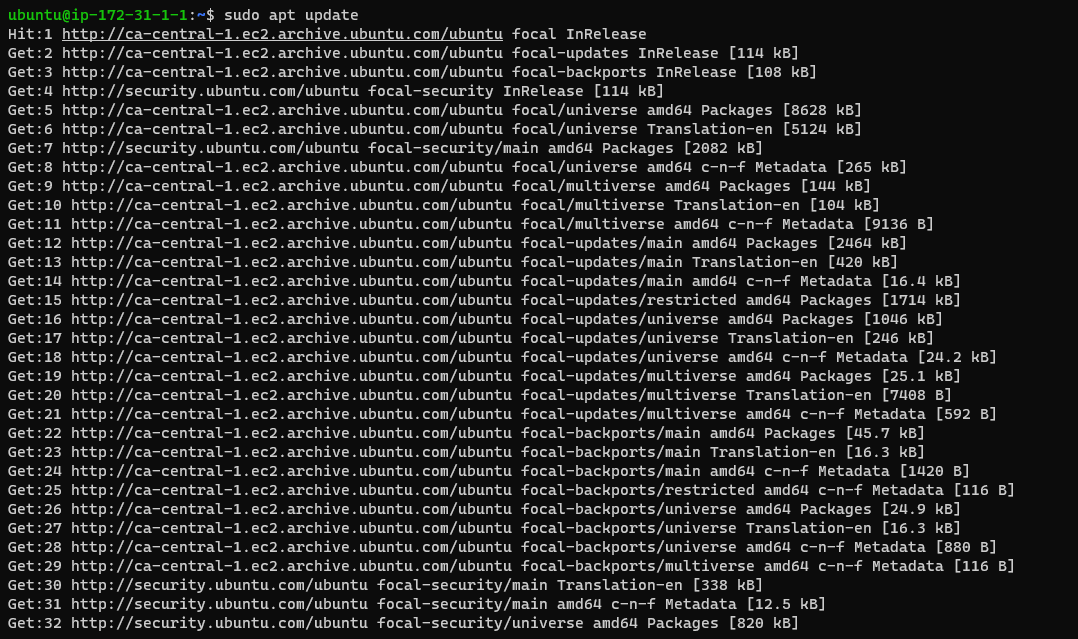 ubuntu@ip-172-31-1-1:~$ sudo apt update
Hit:1 http://ca-central-1.ec2.archive.ubuntu.com/ubuntu focal InRelease
Get:2 http://ca-central-1.ec2.archive.ubuntu.com/ubuntu focal-updates InRelease [114 kB]
Get:3 http://ca-central-1.ec2.archive.ubuntu.com/ubuntu focal-backports InRelease [108 kB]
Get:4 http://security.ubuntu.com/ubuntu focal-security InRelease [114 kB]
Get:5 http://ca-central-1.ec2.archive.ubuntu.com/ubuntu focal/universe amd64 Packages [8628 kB]
Get:6 http://ca-central-1.ec2.archive.ubuntu.com/ubuntu focal/universe Translation-en [5124 kB]
Get:7 http://security.ubuntu.com/ubuntu focal-security/main amd64 Packages [2082 kB]
Get:8 http://ca-central-1.ec2.archive.ubuntu.com/ubuntu focal/universe amd64 c-n-f Metadata [265 kB]
Get:9 http://ca-central-1.ec2.archive.ubuntu.com/ubuntu focal/multiverse amd64 Packages [144 kB]
Get:10 http://ca-central-1.ec2.archive.ubuntu.com/ubuntu focal/multiverse Translation-en [104 kB]
Get:11 http://ca-central-1.ec2.archive.ubuntu.com/ubuntu focal/multiverse amd64 c-n-f Metadata [9136 B]
Get:12 http://ca-central-1.ec2.archive.ubuntu.com/ubuntu focal-updates/main amd64 Packages [2464 kB]
Get:13 http://ca-central-1.ec2.archive.ubuntu.com/ubuntu focal-updates/main Translation-en [420 kB]
Get:14 http://ca-central-1.ec2.archive.ubuntu.com/ubuntu focal-updates/main amd64 c-n-f Metadata [16.4 kB]
Get:15 http://ca-central-1.ec2.archive.ubuntu.com/ubuntu focal-updates/restricted amd64 Packages [1714 kB]
Get:16 http://ca-central-1.ec2.archive.ubuntu.com/ubuntu focal-updates/universe amd64 Packages [1046 kB]
Get:17 http://ca-central-1.ec2.archive.ubuntu.com/ubuntu focal-updates/universe Translation-en [246 kB]
Get:18 http://ca-central-1.ec2.archive.ubuntu.com/ubuntu focal-updates/universe amd64 c-n-f Metadata [24.2 kB]
Get:19 http://ca-central-1.ec2.archive.ubuntu.com/ubuntu focal-updates/multiverse amd64 Packages [25.1 kB]
Get:20 http://ca-central-1.ec2.archive.ubuntu.com/ubuntu focal-updates/multiverse Translation-en [7408 B]
Get:21 http://ca-central-1.ec2.archive.ubuntu.com/ubuntu focal-updates/multiverse amd64 c-n-f Metadata [592 B]
Get:22 http://ca-central-1.ec2.archive.ubuntu.com/ubuntu focal-backports/main amd64 Packages [45.7 kB]
Get:23 http://ca-central-1.ec2.archive.ubuntu.com/ubuntu focal-backports/main Translation-en [16.3 kB]
Get:24 http://ca-central-1.ec2.archive.ubuntu.com/ubuntu focal-backports/main amd64 c-n-f Metadata [1420 B]
Get:25 http://ca-central-1.ec2.archive.ubuntu.com/ubuntu focal-backports/restricted amd64 c-n-f Metadata [116 B]
Get:26 http://ca-central-1.ec2.archive.ubuntu.com/ubuntu focal-backports/universe amd64 Packages [24.9 kB]
Get:27 http://ca-central-1.ec2.archive.ubuntu.com/ubuntu focal-backports/universe Translation-en [16.3 kB]
Get:28 http://ca-central-1.ec2.archive.ubuntu.com/ubuntu focal-backports/universe amd64 c-n-f Metadata [880 B]
Get:29 http://ca-central-1.ec2.archive.ubuntu.com/ubuntu focal-backports/multiverse amd64 c-n-f Metadata [116 B]
Get:30 http://security.ubuntu.com/ubuntu focal-security/main Translation-en [338 kB]
Get:31 http://security.ubuntu.com/ubuntu focal-security/main amd64 c-n-f Metadata [12.5 kB]
Get:32 http://security.ubuntu.com/ubuntu focal-security/universe amd64 Packages [820 kB]